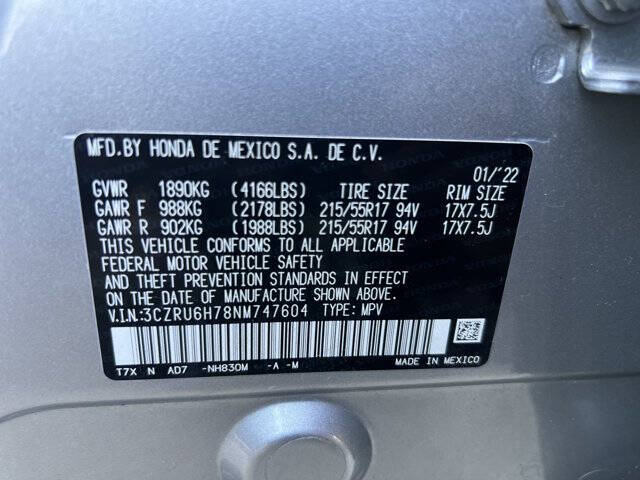 MFD.BY HONDA DE MEXICO S.A. DE C.V.
01/'22
GVWR 1890KG (4166LBS) TIRE SIZE RIM SIZE
GAWR F 988KG (2178LBS) 215/55R17 94V 17X7.5J
GAWR R 902KG (1988LBS) 215/55R17 94V 17X7.5J
THIS VEHICLE CONFORMS TO ALL APPLICABLE
FEDERAL MOTOR VEHICLE SAFETY
AND THEFT PREVENTION STANDARDS IN EFFECT
ON THE DATE OF MANUFACTURE SHOWN ABOVE.
V.I.N.:3CZRU6H78NM747604 TYPE: MPV
T7X N AD7 -NH830M -A -M MADE IN MEXICO